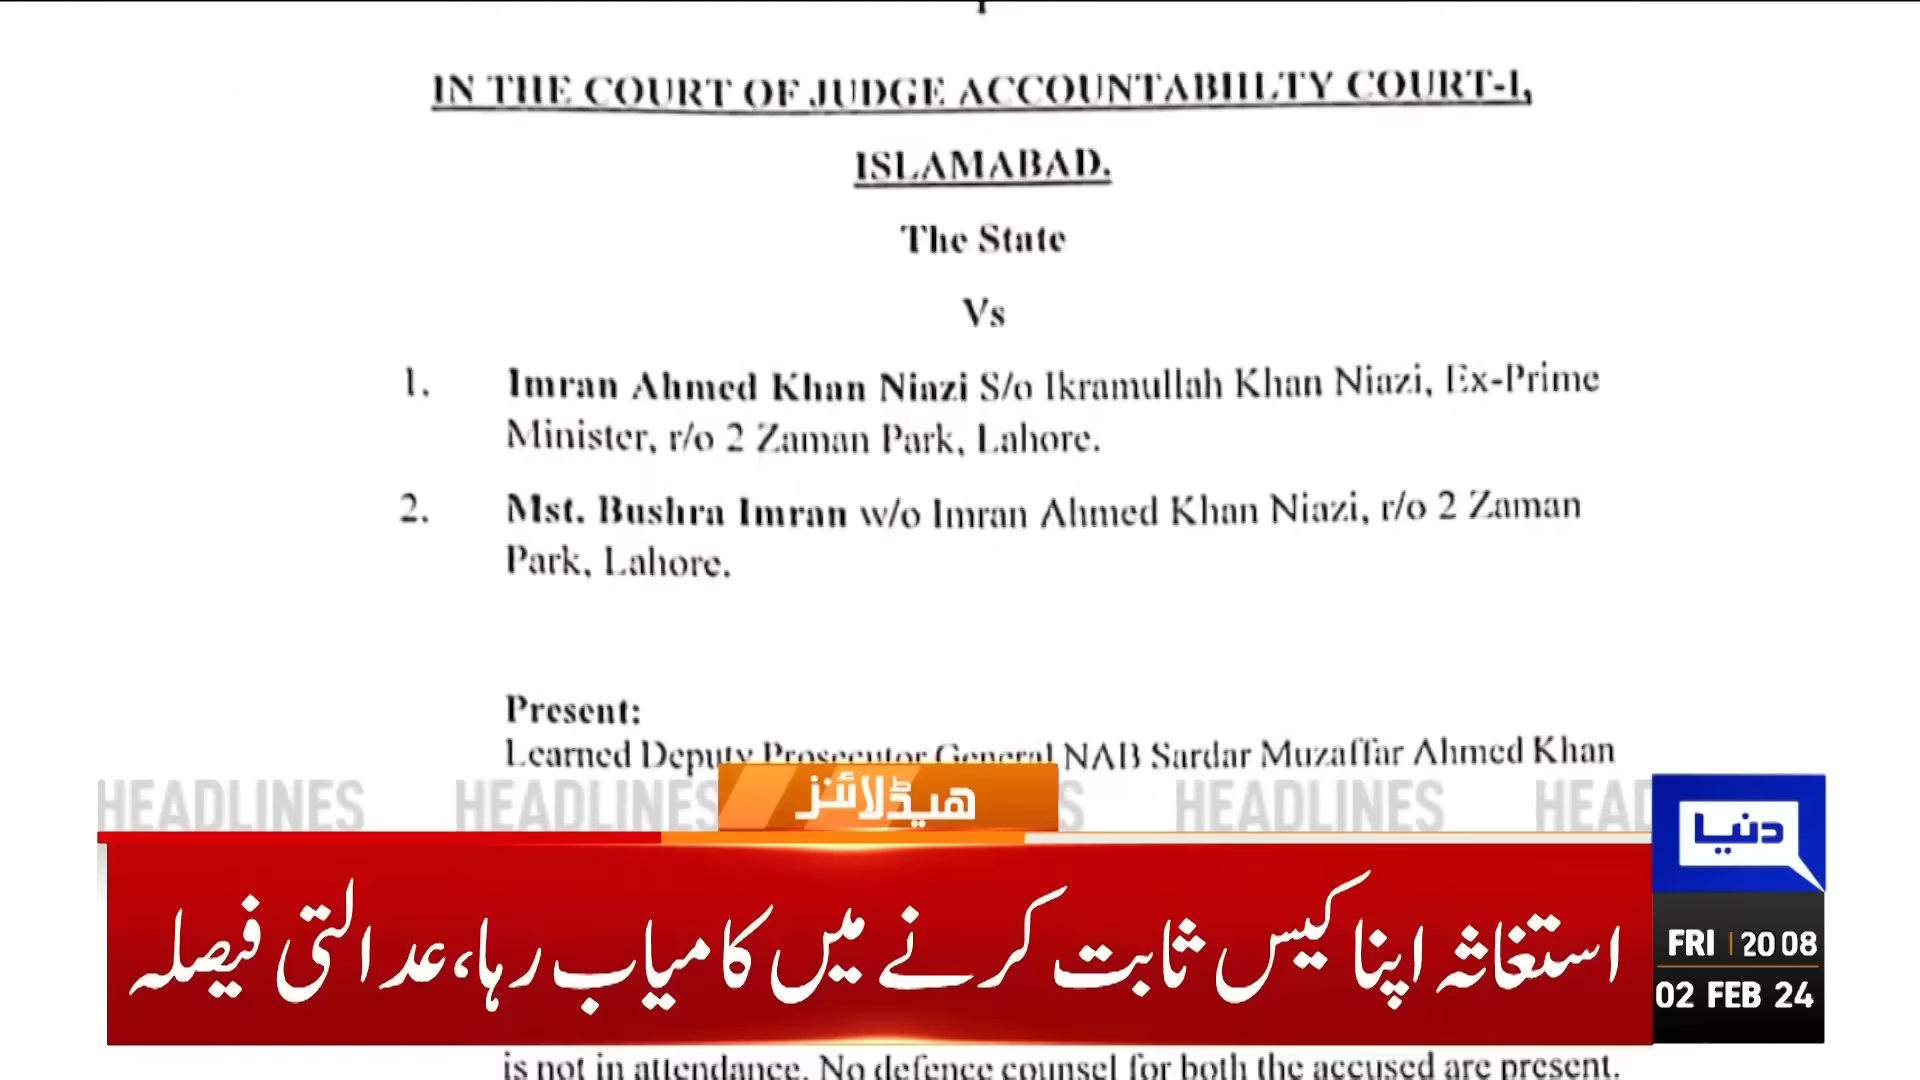 IN THE COURT OF JUDGE ACCOUNTABIILTY COURT-I,
ISLAMABAD.
The State
Vs
1. Imran Ahmed Khan Niazi S/o Ikramullah Khan Niazi, Ex-Prime
Minister, r/o 2 Zaman Park, Lahore.
2. Mst. Bushra Imran w/o Imran Ahmed Khan Niazi, r/o 2 Zaman
Park, Lahore.
Present:
Learned Deputy Prosecutor General NAB Sardar Muzaffar Ahmed Khan
HEADLINES HEADLINES HEADLINES
ہیڈلائنز
دنیا
استغاثہ اپنا کیس ثابت کرنے میں کامیاب رہا، عدالتی فیصلہ
FRI 20 08
02 FEB 24
is not in attendance. No defence counsel for both the accused are present.